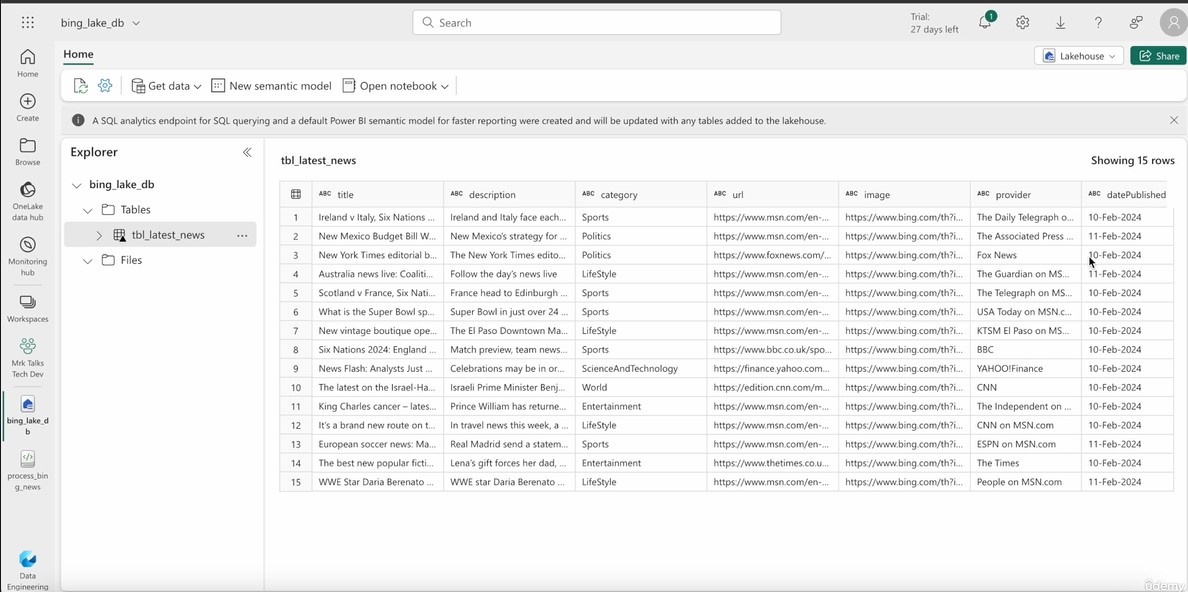 bing_lake_db
Search
Trial:
27 days left
1
Home
Lakehouse
Share
Get data
New semantic model
Open notebook
A SQL analytics endpoint for SQL querying and a default Power BI semantic model for faster reporting were created and will be updated with any tables added to the lakehouse.
Home
Create
Browse
OneLake
data hub
Monitoring
hub
Workspaces
Mrk Talks
Tech Dev
bing_lake_d
b
process_bin
g_news
Data
Engineering
Explorer
bing_lake_db
Tables
tbl_latest_news
Files
tbl_latest_news
Showing 15 rows
ABC title ABC description ABC category ABC url ABC image ABC provider ABC datePublished
1 Ireland v Italy, Six Nations ... Ireland and Italy face each... Sports https://www.msn.com/en-... https://www.bing.com/th?i... The Daily Telegraph o... 10-Feb-2024
2 New Mexico Budget Bill W... New Mexico's strategy for ... Politics https://www.msn.com/en-... https://www.bing.com/th?i... The Associated Press ... 11-Feb-2024
3 New York Times editorial b... The New York Times edito... Politics https://www.foxnews.com/... https://www.bing.com/th?i... Fox News 10-Feb-2024
4 Australia news live: Coaliti... Follow the day's news live LifeStyle https://www.msn.com/en-... https://www.bing.com/th?i... The Guardian on MS... 11-Feb-2024
5 Scotland v France, Six Nati... France head to Edinburgh ... Sports https://www.msn.com/en-... https://www.bing.com/th?i... The Telegraph on MS... 10-Feb-2024
6 What is the Super Bowl sp... Super Bowl in just over 24 ... Sports https://www.msn.com/en-... https://www.bing.com/th?i... USA Today on MSN.c... 10-Feb-2024
7 New vintage boutique ope... The El Paso Downtown Ma... LifeStyle https://www.msn.com/en-... https://www.bing.com/th?i... KTSM El Paso on MS... 10-Feb-2024
8 Six Nations 2024: England ... Match preview, team news... Sports https://www.bbc.co.uk/spo... https://www.bing.com/th?i... BBC 10-Feb-2024
9 News Flash: Analysts Just ... Celebrations may be in or... ScienceAndTechnology https://finance.yahoo.com... https://www.bing.com/th?i... YAHOO!Finance 10-Feb-2024
10 The latest on the Israel-Ha... Israeli Prime Minister Benj... World https://edition.cnn.com/m... https://www.bing.com/th?i... CNN 10-Feb-2024
11 King Charles cancer – lates... Prince William has returne... Entertainment https://www.msn.com/en-... https://www.bing.com/th?i... The Independent on ... 10-Feb-2024
12 It's a brand new route on t... In travel news this week, a ... LifeStyle https://www.msn.com/en-... https://www.bing.com/th?i... CNN on MSN.com 10-Feb-2024
13 European soccer news: Ma... Real Madrid send a statem... Sports https://www.msn.com/en-... https://www.bing.com/th?i... ESPN on MSN.com 11-Feb-2024
14 The best new popular ficti... Lena's gift forces her dad, ... Entertainment https://www.thetimes.co.u... https://www.bing.com/th?i... The Times 10-Feb-2024
15 WWE Star Daria Berenato ... WWE star Daria Berenato ... LifeStyle https://www.msn.com/en-... https://www.bing.com/th?i... People on MSN.com 11-Feb-2024
ûdemy